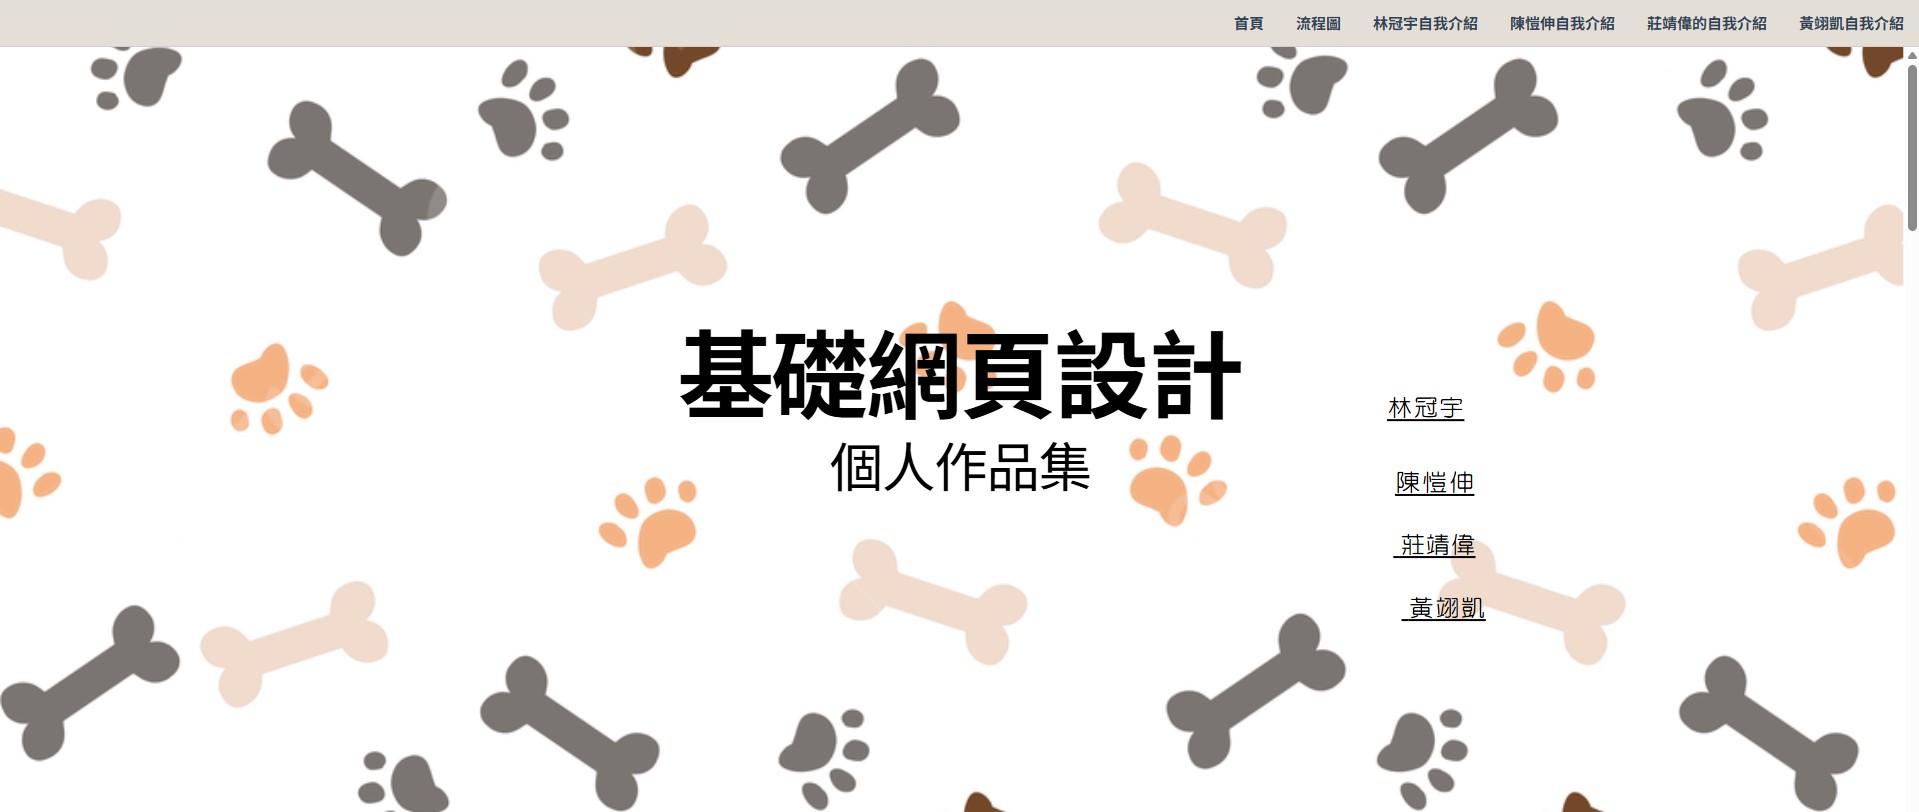 首頁 流程圖 林冠宇自我介紹 陳愷伸自我介紹 莊靖偉的自我介紹 黃翊凱自我介紹
基礎網頁設計
個人作品集
林冠宇
陳愷伸
莊靖偉
黃翊凱